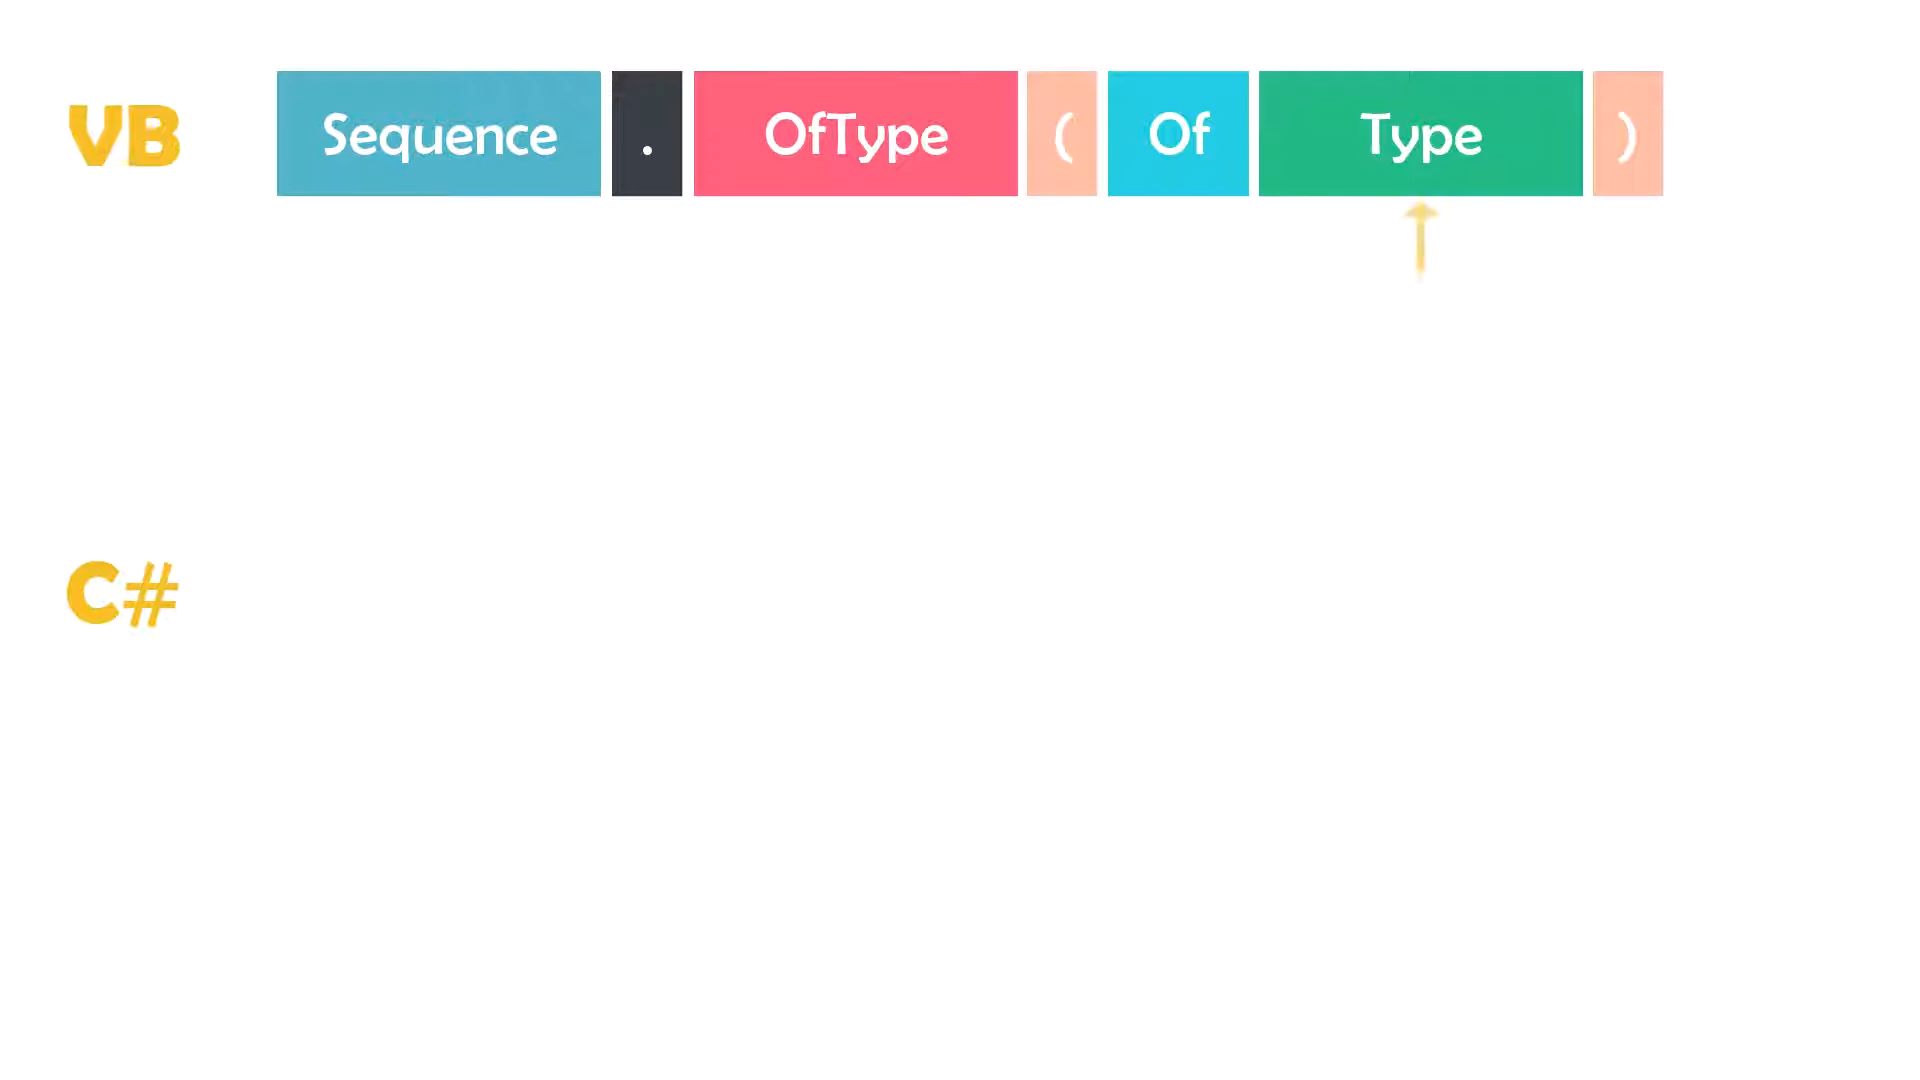 VB Sequence . OfType ( Of Type )
C#